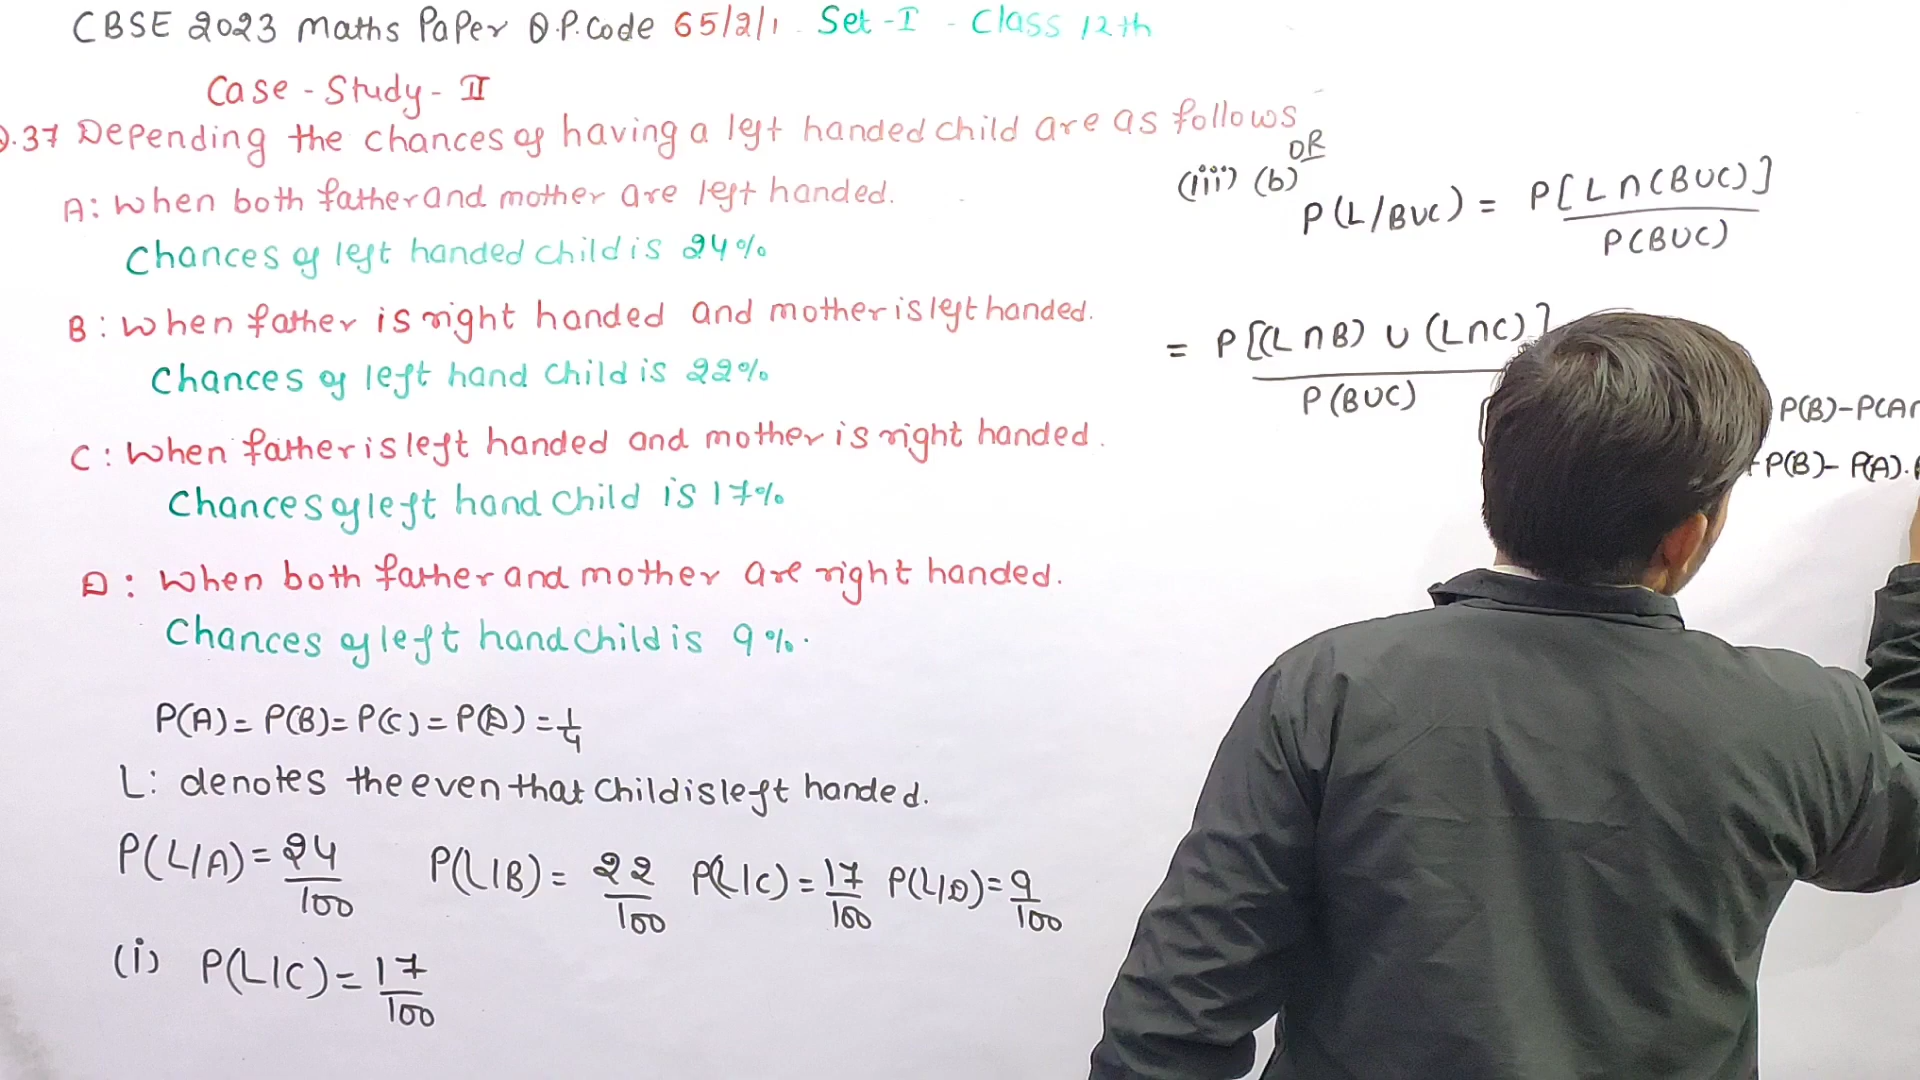 CBSE 2023 Maths Paper Q.P. Code 65/2/1 Set-I - Class 12th
Case-Study-II
Q.37 Depending the chances of having a left handed child are as follows
A: When both father and mother are left handed.
Chances of left handed child is 24%
B: When father is right handed and mother is left handed.
Chances of left hand child is 22%
C: When father is left handed and mother is right handed.
Chances of left hand child is 17%
D: When both father and mother are right handed.
Chances of left hand child is 9%.
P(A) = P(B) = P(C) = P(D) = 1/4
L: denotes the even that child is left handed.
P(L/A) = 24/100 P(L/B) = 22/100 P(L/C) = 17/100 P(L/D) = 9/100
(i) P(L/C) = 17/100
OR
(iii) (b) P(L/B∪C) = P[L∩(B∪C)]/P(B∪C)
= P[(L∩B) ∪ (L∩C)]/P(B∪C)
P(B)-P(A∩
+P(B)- P(A).